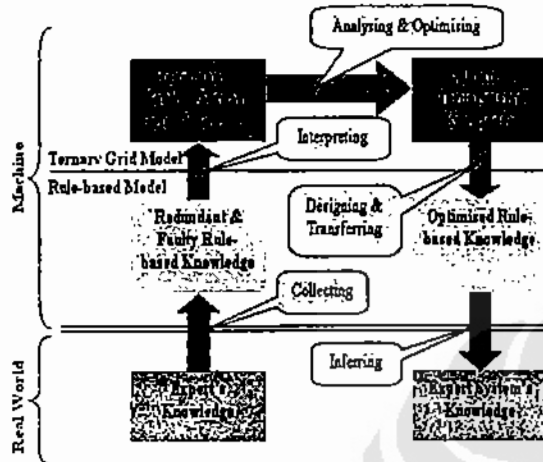 Analysing & Optimising
Interpreting
Ternary Grid Model
Rule-based Model
Machine
Redundant &
Faulty Rule-
based Knowledge
Designing &
Transferring
Optimised Rule-
based Knowledge
Collecting
Inferring
Real World
Expert's
Knowledge
Expert System's
Knowledge